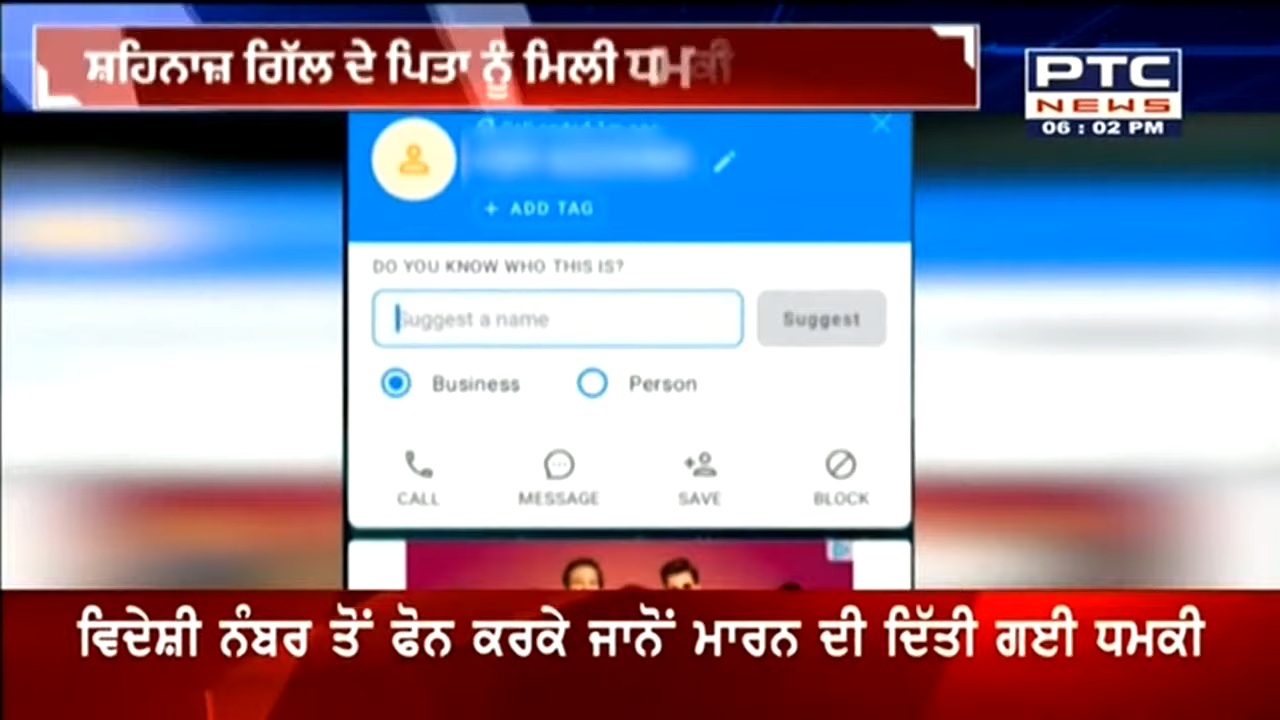 ਸ਼ਹਿਨਾਜ਼ ਗਿੱਲ ਦੇ ਪਿਤਾ ਨੂੰ ਮਿਲੀ ਧਮਕੀ
PTC
NEWS
06 : 02 PM
+ ADD TAG
DO YOU KNOW WHO THIS IS?
Suggest a name
Suggest
Business
Person
CALL
MESSAGE
SAVE
BLOCK
ਵਿਦੇਸ਼ੀ ਨੰਬਰ ਤੋਂ ਫੋਨ ਕਰਕੇ ਜਾਨੋਂ ਮਾਰਨ ਦੀ ਦਿੱਤੀ ਗਈ ਧਮਕੀ